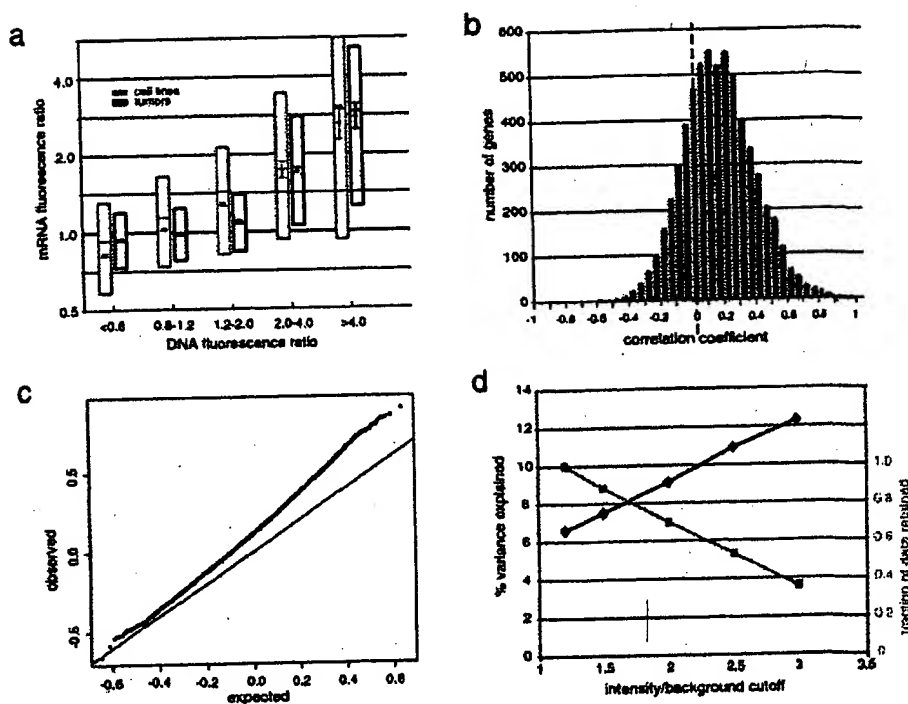 a
mRNA fluorescence ratio
4.0
2.0
1.0
0.5
cell lines
tumors
<0.8
0.8-1.2
1.2-2.0
2.0-4.0
>4.0
DNA fluorescence ratio
b
number of genes
600
500
400
300
200
100
0
-1 -0.8 -0.6 -0.4 -0.2 0 0.2 0.4 0.6 0.8 1
correlation coefficient
c
observed
0.5
0.0
-0.5
-0.6 -0.4 -0.2 0.0 0.2 0.4 0.6
expected
d
% variance explained
14
12
10
8
6
4
2
0
1 1.5 2 2.5 3 3.5
intensity/background cutoff
1.0
0.8
0.6
0.4
0.2
0
fraction of data retained